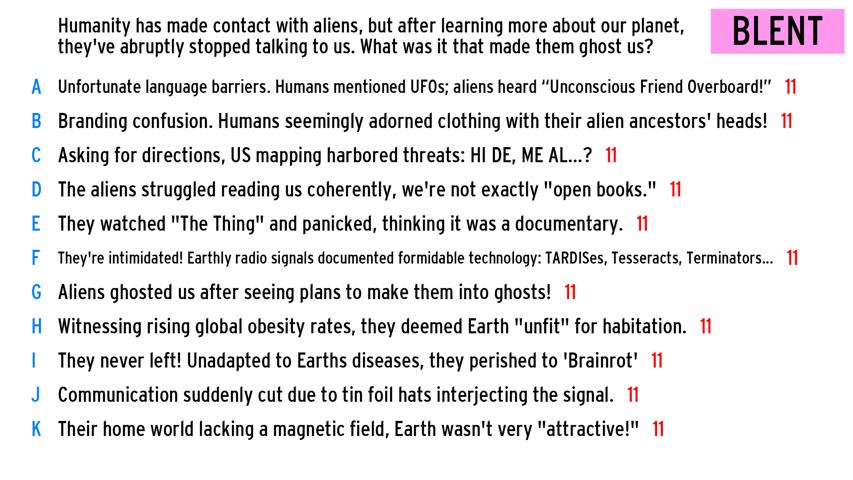 Humanity has made contact with aliens, but after learning more about our planet,
they've abruptly stopped talking to us. What was it that made them ghost us?
BLENT
A Unfortunate language barriers. Humans mentioned UFOs; aliens heard “Unconscious Friend Overboard!” 11
B Branding confusion. Humans seemingly adorned clothing with their alien ancestors' heads! 11
C Asking for directions, US mapping harbored threats: HI DE, ME AL...? 11
D The aliens struggled reading us coherently, we're not exactly "open books." 11
E They watched "The Thing" and panicked, thinking it was a documentary. 11
F They're intimidated! Earthly radio signals documented formidable technology: TARDISes, Tesseracts, Terminators... 11
G Aliens ghosted us after seeing plans to make them into ghosts! 11
H Witnessing rising global obesity rates, they deemed Earth "unfit" for habitation. 11
I They never left! Unadapted to Earths diseases, they perished to 'Brainrot' 11
J Communication suddenly cut due to tin foil hats interjecting the signal. 11
K Their home world lacking a magnetic field, Earth wasn't very "attractive!" 11